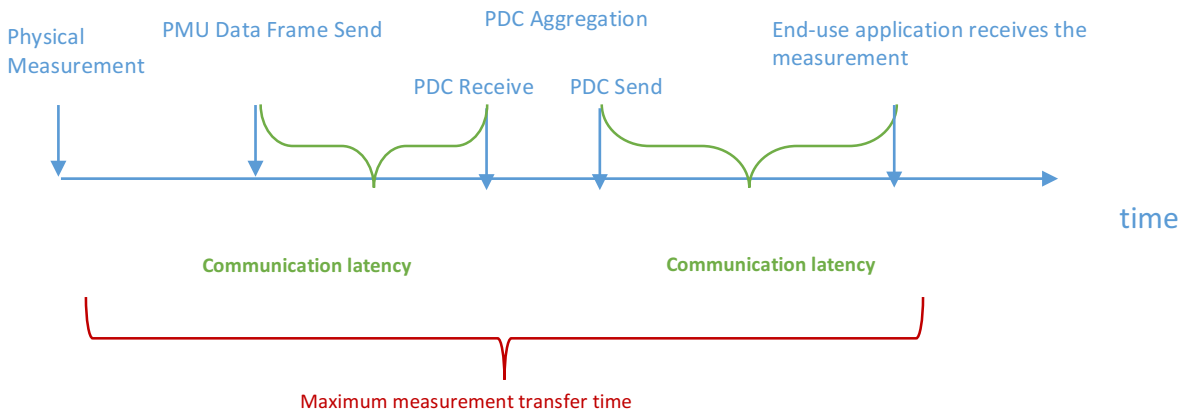 Physical
Measurement
PMU Data Frame Send
PDC Aggregation
End-use application receives the
measurement
PDC Receive
PDC Send
time
Communication latency
Communication latency
Maximum measurement transfer time